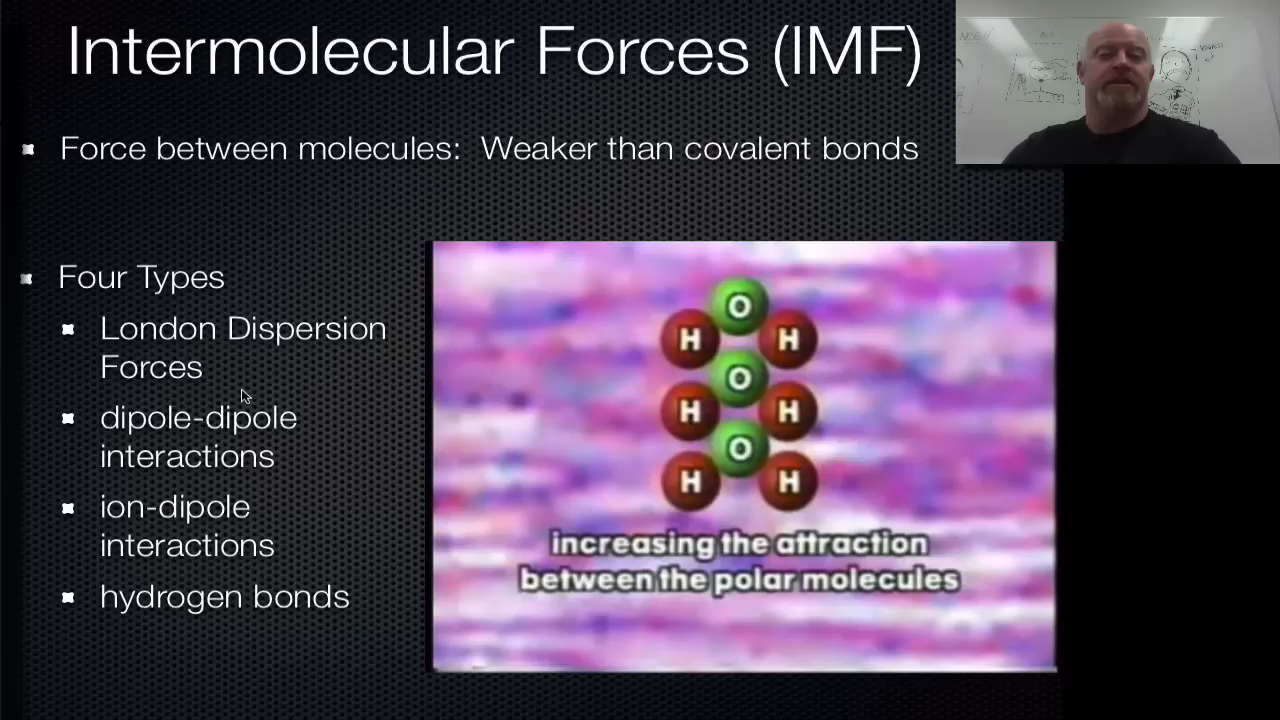 Intermolecular Forces (IMF)
Force between molecules: Weaker than covalent bonds
Four Types
London Dispersion
Forces
dipole-dipole
interactions
ion-dipole
interactions
hydrogen bonds
O
H H
O
H H
O
H H
increasing the attraction
between the polar molecules